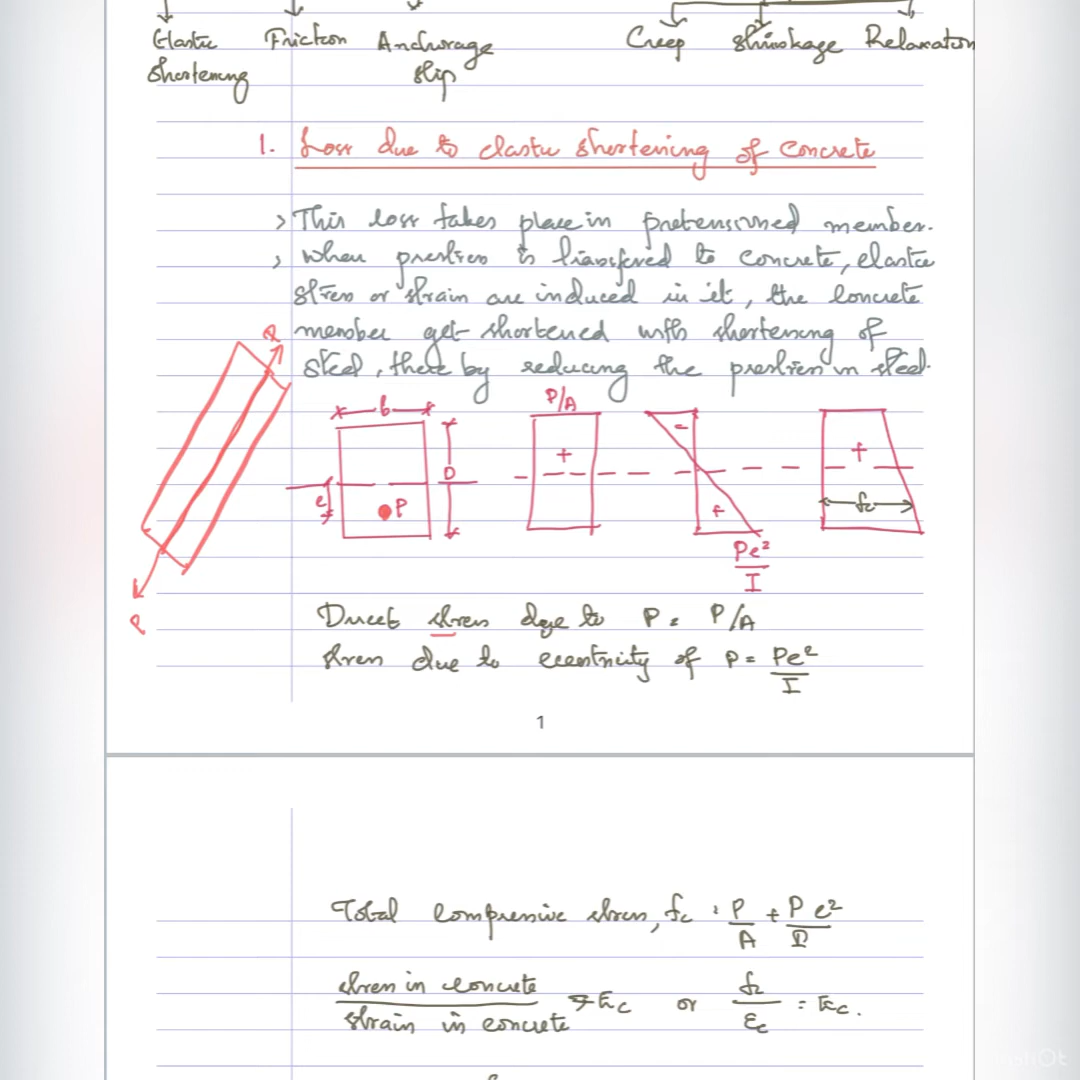 Elastic Friction Anchorage Creep Shrinkage Relaxation
Shortening slip
1. Loss due to elastic shortening of concrete
> This loss takes place in pretensioned member.
> When prestress is transfered to concrete, elastic
stress or strain are induced in it, the concrete
member get shortened with shortening of
steel, there by reducing the prestress in steel.
P
P
b
D
e
P
P/A
+
-
+
Pe²/I
+
fc
Direct stress due to P = P/A
stress due to eccentricity of P = Pe²/I
1
Total compressive stress, fc = P/A + Pe²/I
stress in concrete/strain in concrete = Ec or fc/εc = Ec.